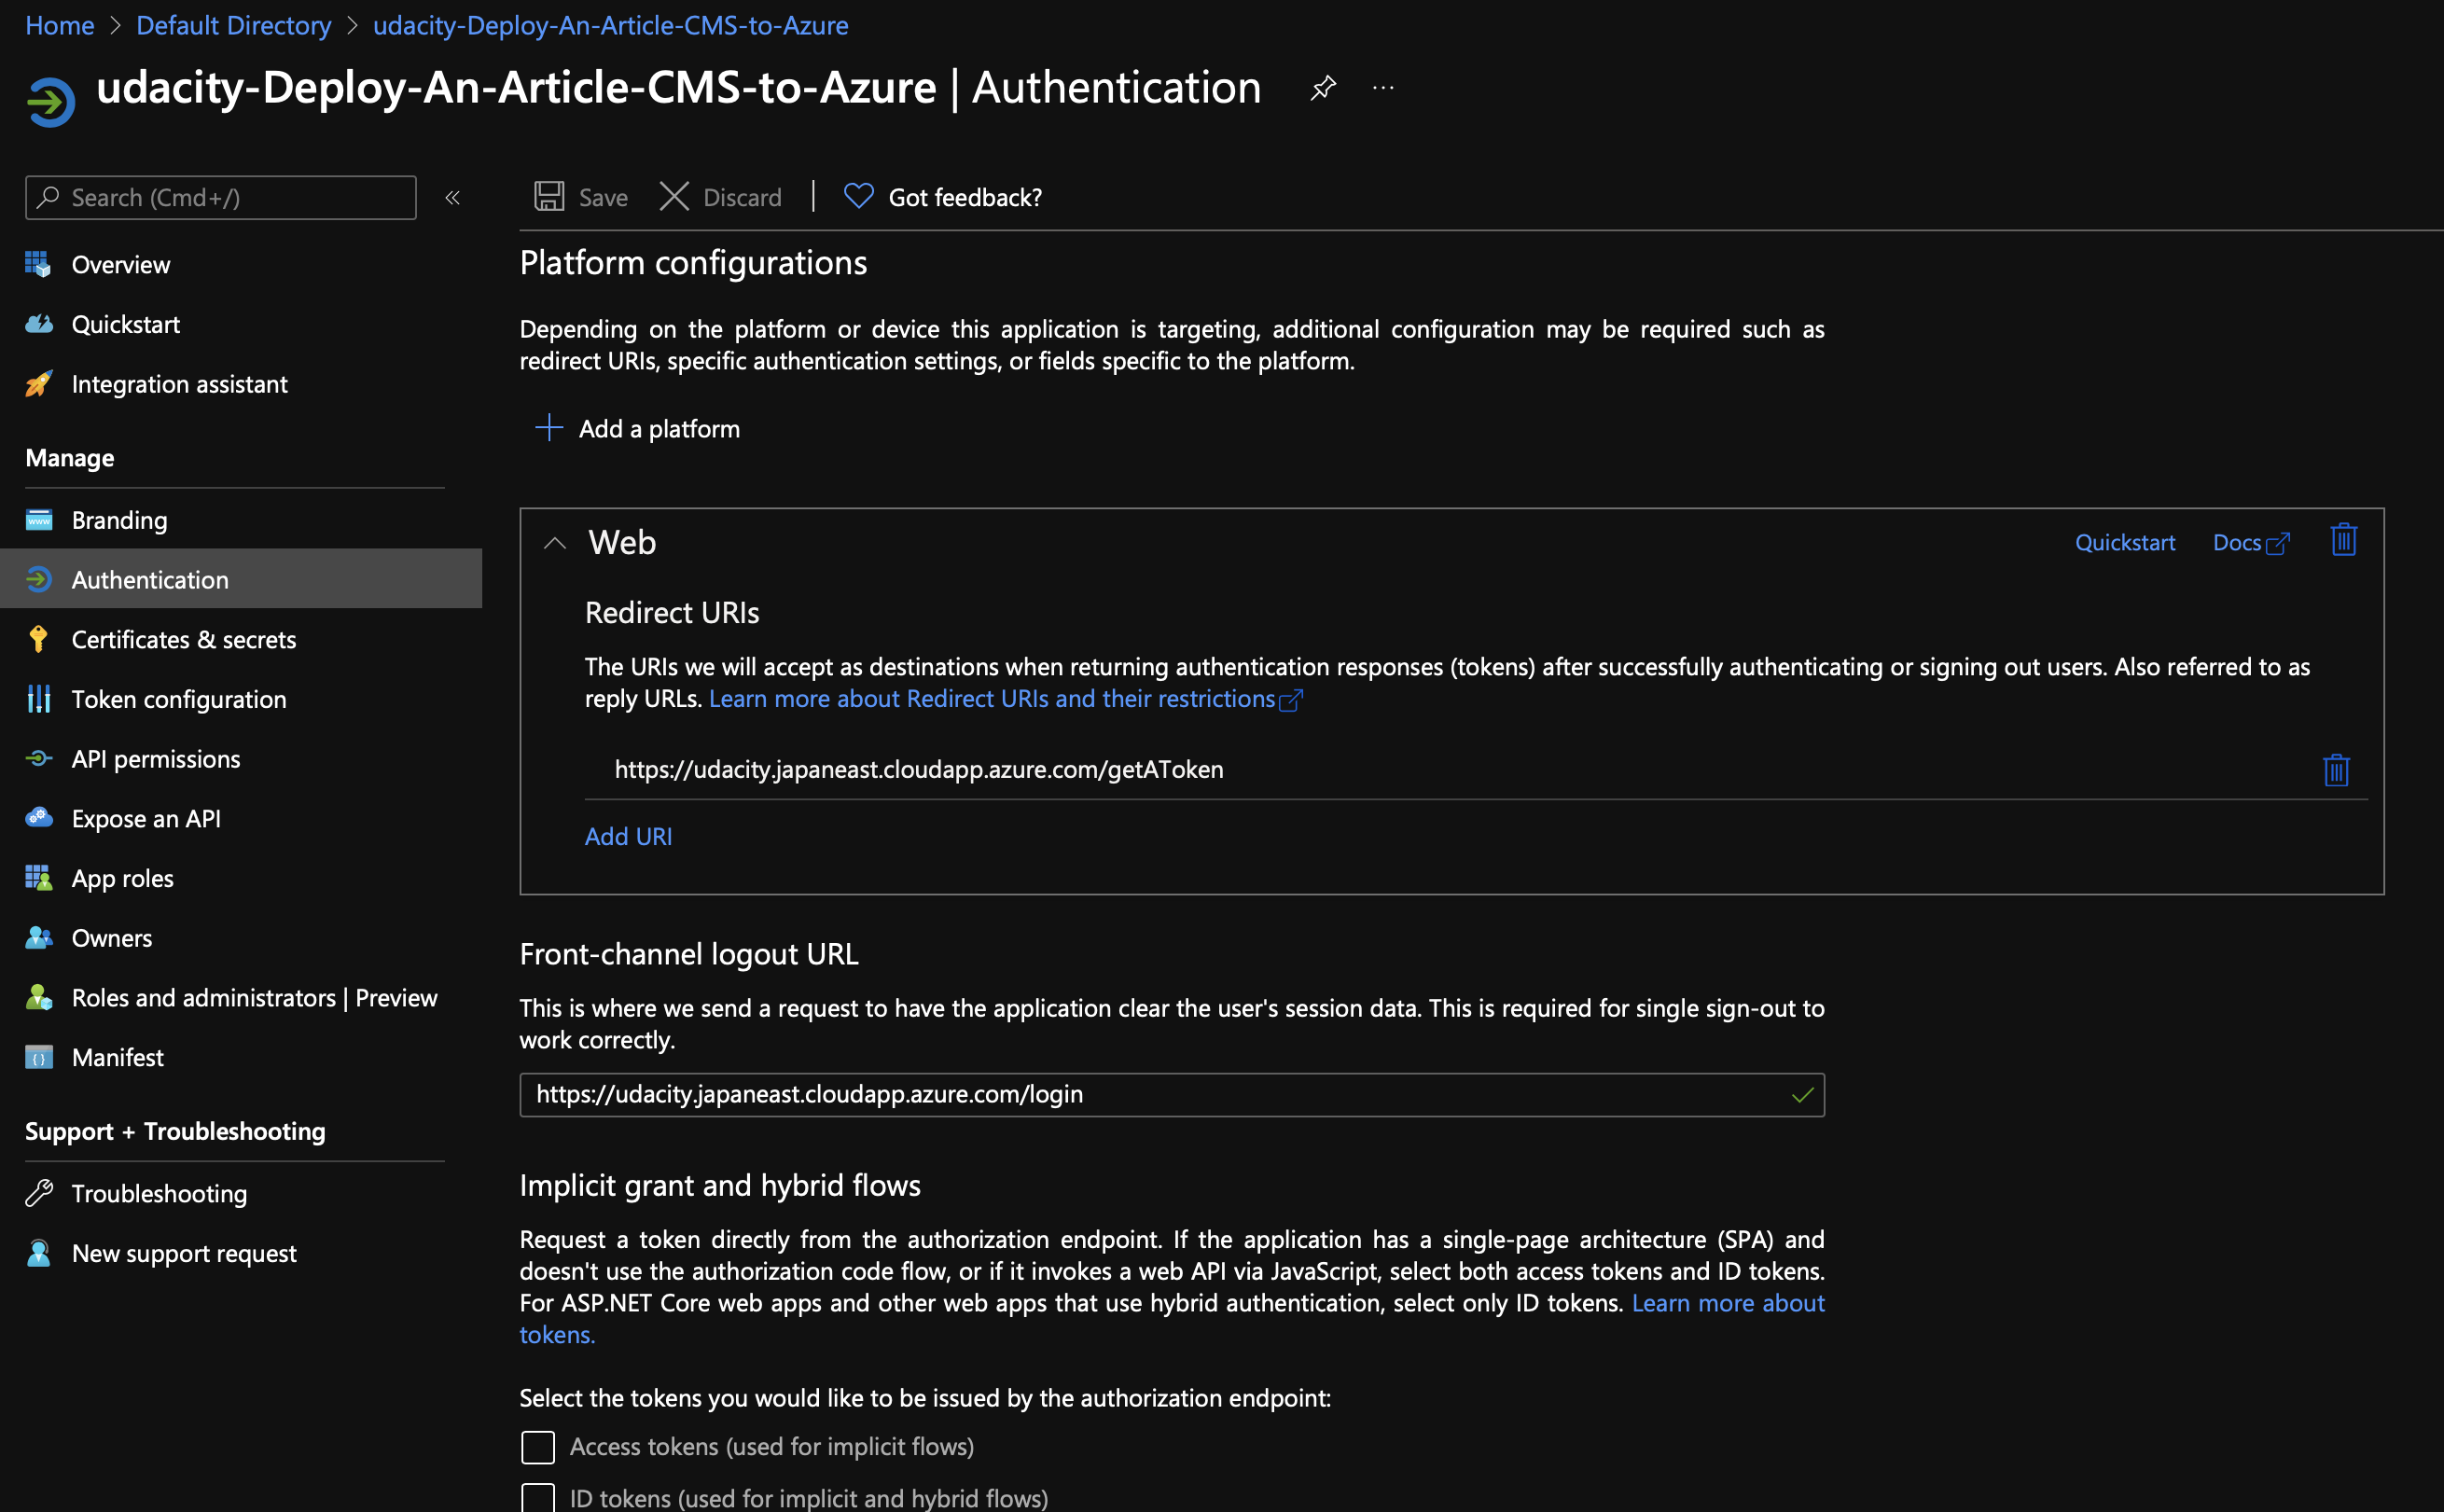 Home > Default Directory > udacity-Deploy-An-Article-CMS-to-Azure
udacity-Deploy-An-Article-CMS-to-Azure | Authentication
Search (Cmd+/)
Overview
Quickstart
Integration assistant
Manage
Branding
Authentication
Certificates & secrets
Token configuration
API permissions
Expose an API
App roles
Owners
Roles and administrators | Preview
Manifest
Support + Troubleshooting
Troubleshooting
New support request
Save Discard Got feedback?
Platform configurations
Depending on the platform or device this application is targeting, additional configuration may be required such as
redirect URIs, specific authentication settings, or fields specific to the platform.
Add a platform
Web Quickstart Docs
Redirect URIs
The URIs we will accept as destinations when returning authentication responses (tokens) after successfully authenticating or signing out users. Also referred to as
reply URLs. Learn more about Redirect URIs and their restrictions
https://udacity.japaneast.cloudapp.azure.com/getAToken
Add URI
Front-channel logout URL
This is where we send a request to have the application clear the user's session data. This is required for single sign-out to
work correctly.
https://udacity.japaneast.cloudapp.azure.com/login
Implicit grant and hybrid flows
Request a token directly from the authorization endpoint. If the application has a single-page architecture (SPA) and
doesn't use the authorization code flow, or if it invokes a web API via JavaScript, select both access tokens and ID tokens.
For ASP.NET Core web apps and other web apps that use hybrid authentication, select only ID tokens. Learn more about
tokens.
Select the tokens you would like to be issued by the authorization endpoint:
Access tokens (used for implicit flows)
ID tokens (used for implicit and hybrid flows)